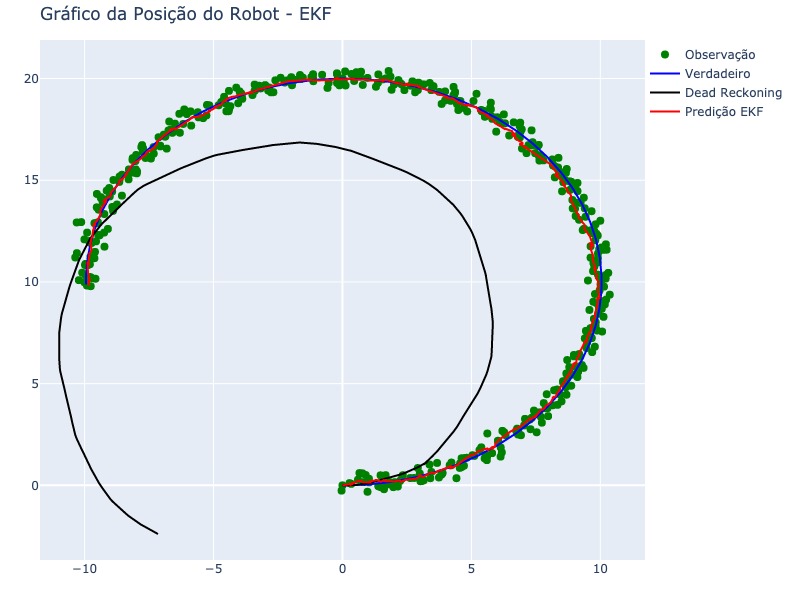 Gráfico da Posição do Robot - EKF
Observação
Verdadeiro
Dead Reckoning
Predição EKF
20
15
10
5
0
−10 −5 0 5 10